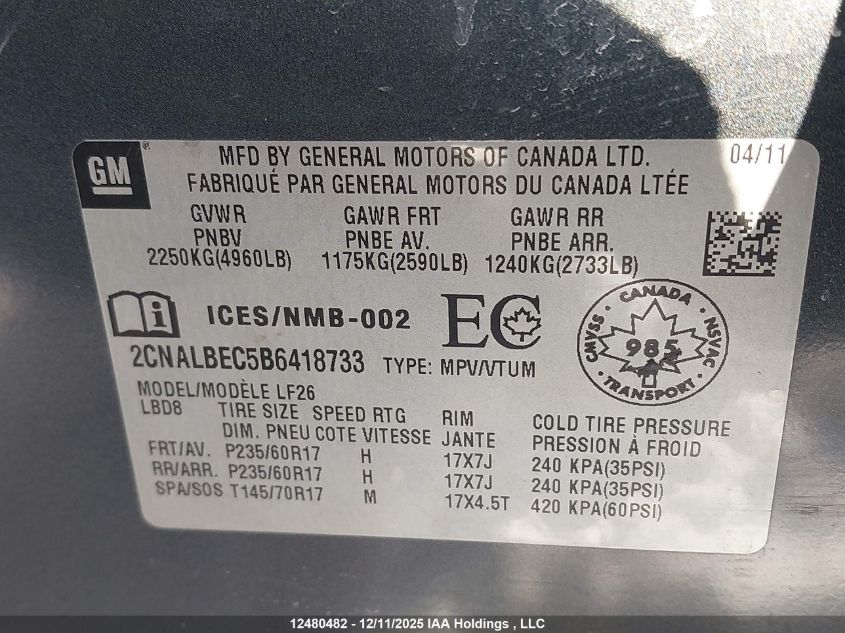 GM
®
MFD BY GENERAL MOTORS OF CANADA LTD. 04/11
FABRIQUÉ PAR GENERAL MOTORS DU CANADA LTÉE
GVWR GAWR FRT GAWR RR
PNBV PNBE AV. PNBE ARR.
2250KG(4960LB) 1175KG(2590LB) 1240KG(2733LB)
i ICES/NMB-002 EC
CANADA
CMVSS 985 NSVAC
TRANSPORT
2CNALBEC5B6418733 TYPE: MPV/VTUM
MODEL/MODÈLE LF26
LBD8 TIRE SIZE SPEED RTG RIM COLD TIRE PRESSURE
DIM. PNEU COTE VITESSE JANTE PRESSION À FROID
FRT/AV. P235/60R17 H 17X7J 240 KPA(35PSI)
RR/ARR. P235/60R17 H 17X7J 240 KPA(35PSI)
SPA/SOS T145/70R17 M 17X4.5T 420 KPA(60PSI)
12480482 - 12/11/2025 IAA Holdings , LLC